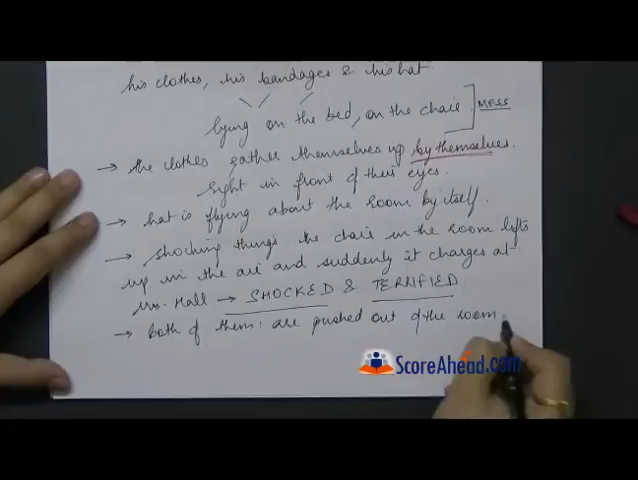 his clothes, his bandages & his hat
lying on the bed, on the chair MESS
→ the clothes gather themselves up by themselves.
right in front of their eyes.
→ hat is flying about the room by itself.
→ shocking things the chair in the room lifts
up in the air and suddenly it charges at
Mrs. Hall → SHOCKED & TERRIFIED
→ both of them: are pushed out of the room.
ScoreAhead.com